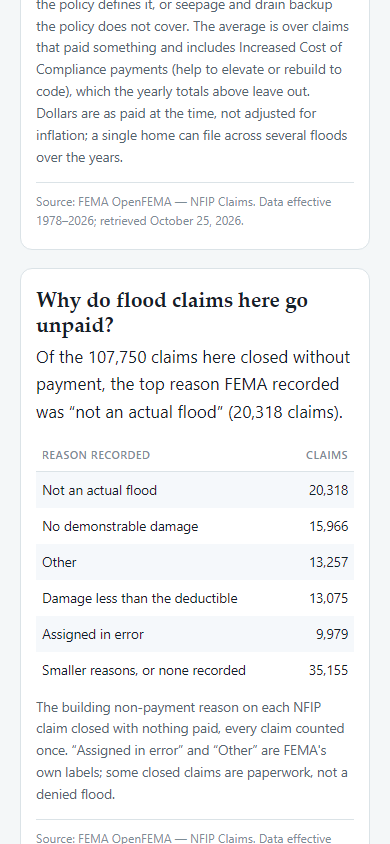 the policy defines it, or seepage and drain backup
the policy does not cover. The average is over claims
that paid something and includes Increased Cost of
Compliance payments (help to elevate or rebuild to
code), which the yearly totals above leave out.
Dollars are as paid at the time, not adjusted for
inflation; a single home can file across several floods
over the years.
Source: FEMA OpenFEMA — NFIP Claims. Data effective
1978–2026; retrieved October 25, 2026.
Why do flood claims here go
unpaid?
Of the 107,750 claims here closed without
payment, the top reason FEMA recorded
was “not an actual flood” (20,318 claims).
REASON RECORDED CLAIMS
Not an actual flood 20,318
No demonstrable damage 15,966
Other 13,257
Damage less than the deductible 13,075
Assigned in error 9,979
Smaller reasons, or none recorded 35,155
The building non-payment reason on each NFIP
claim closed with nothing paid, every claim counted
once. “Assigned in error” and “Other” are FEMA's
own labels; some closed claims are paperwork, not a
denied flood.
Source: FEMA OpenFEMA — NFIP Claims. Data effective